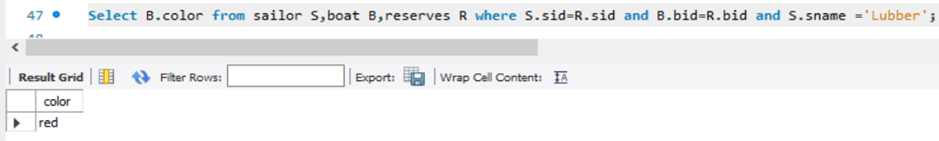 47 Select B.color from sailor S,boat B,reserves R where S.sid=R.sid and B.bid=R.bid and S.sname ='Lubber';
Result Grid Filter Rows: Export: Wrap Cell Content: IA
color
red